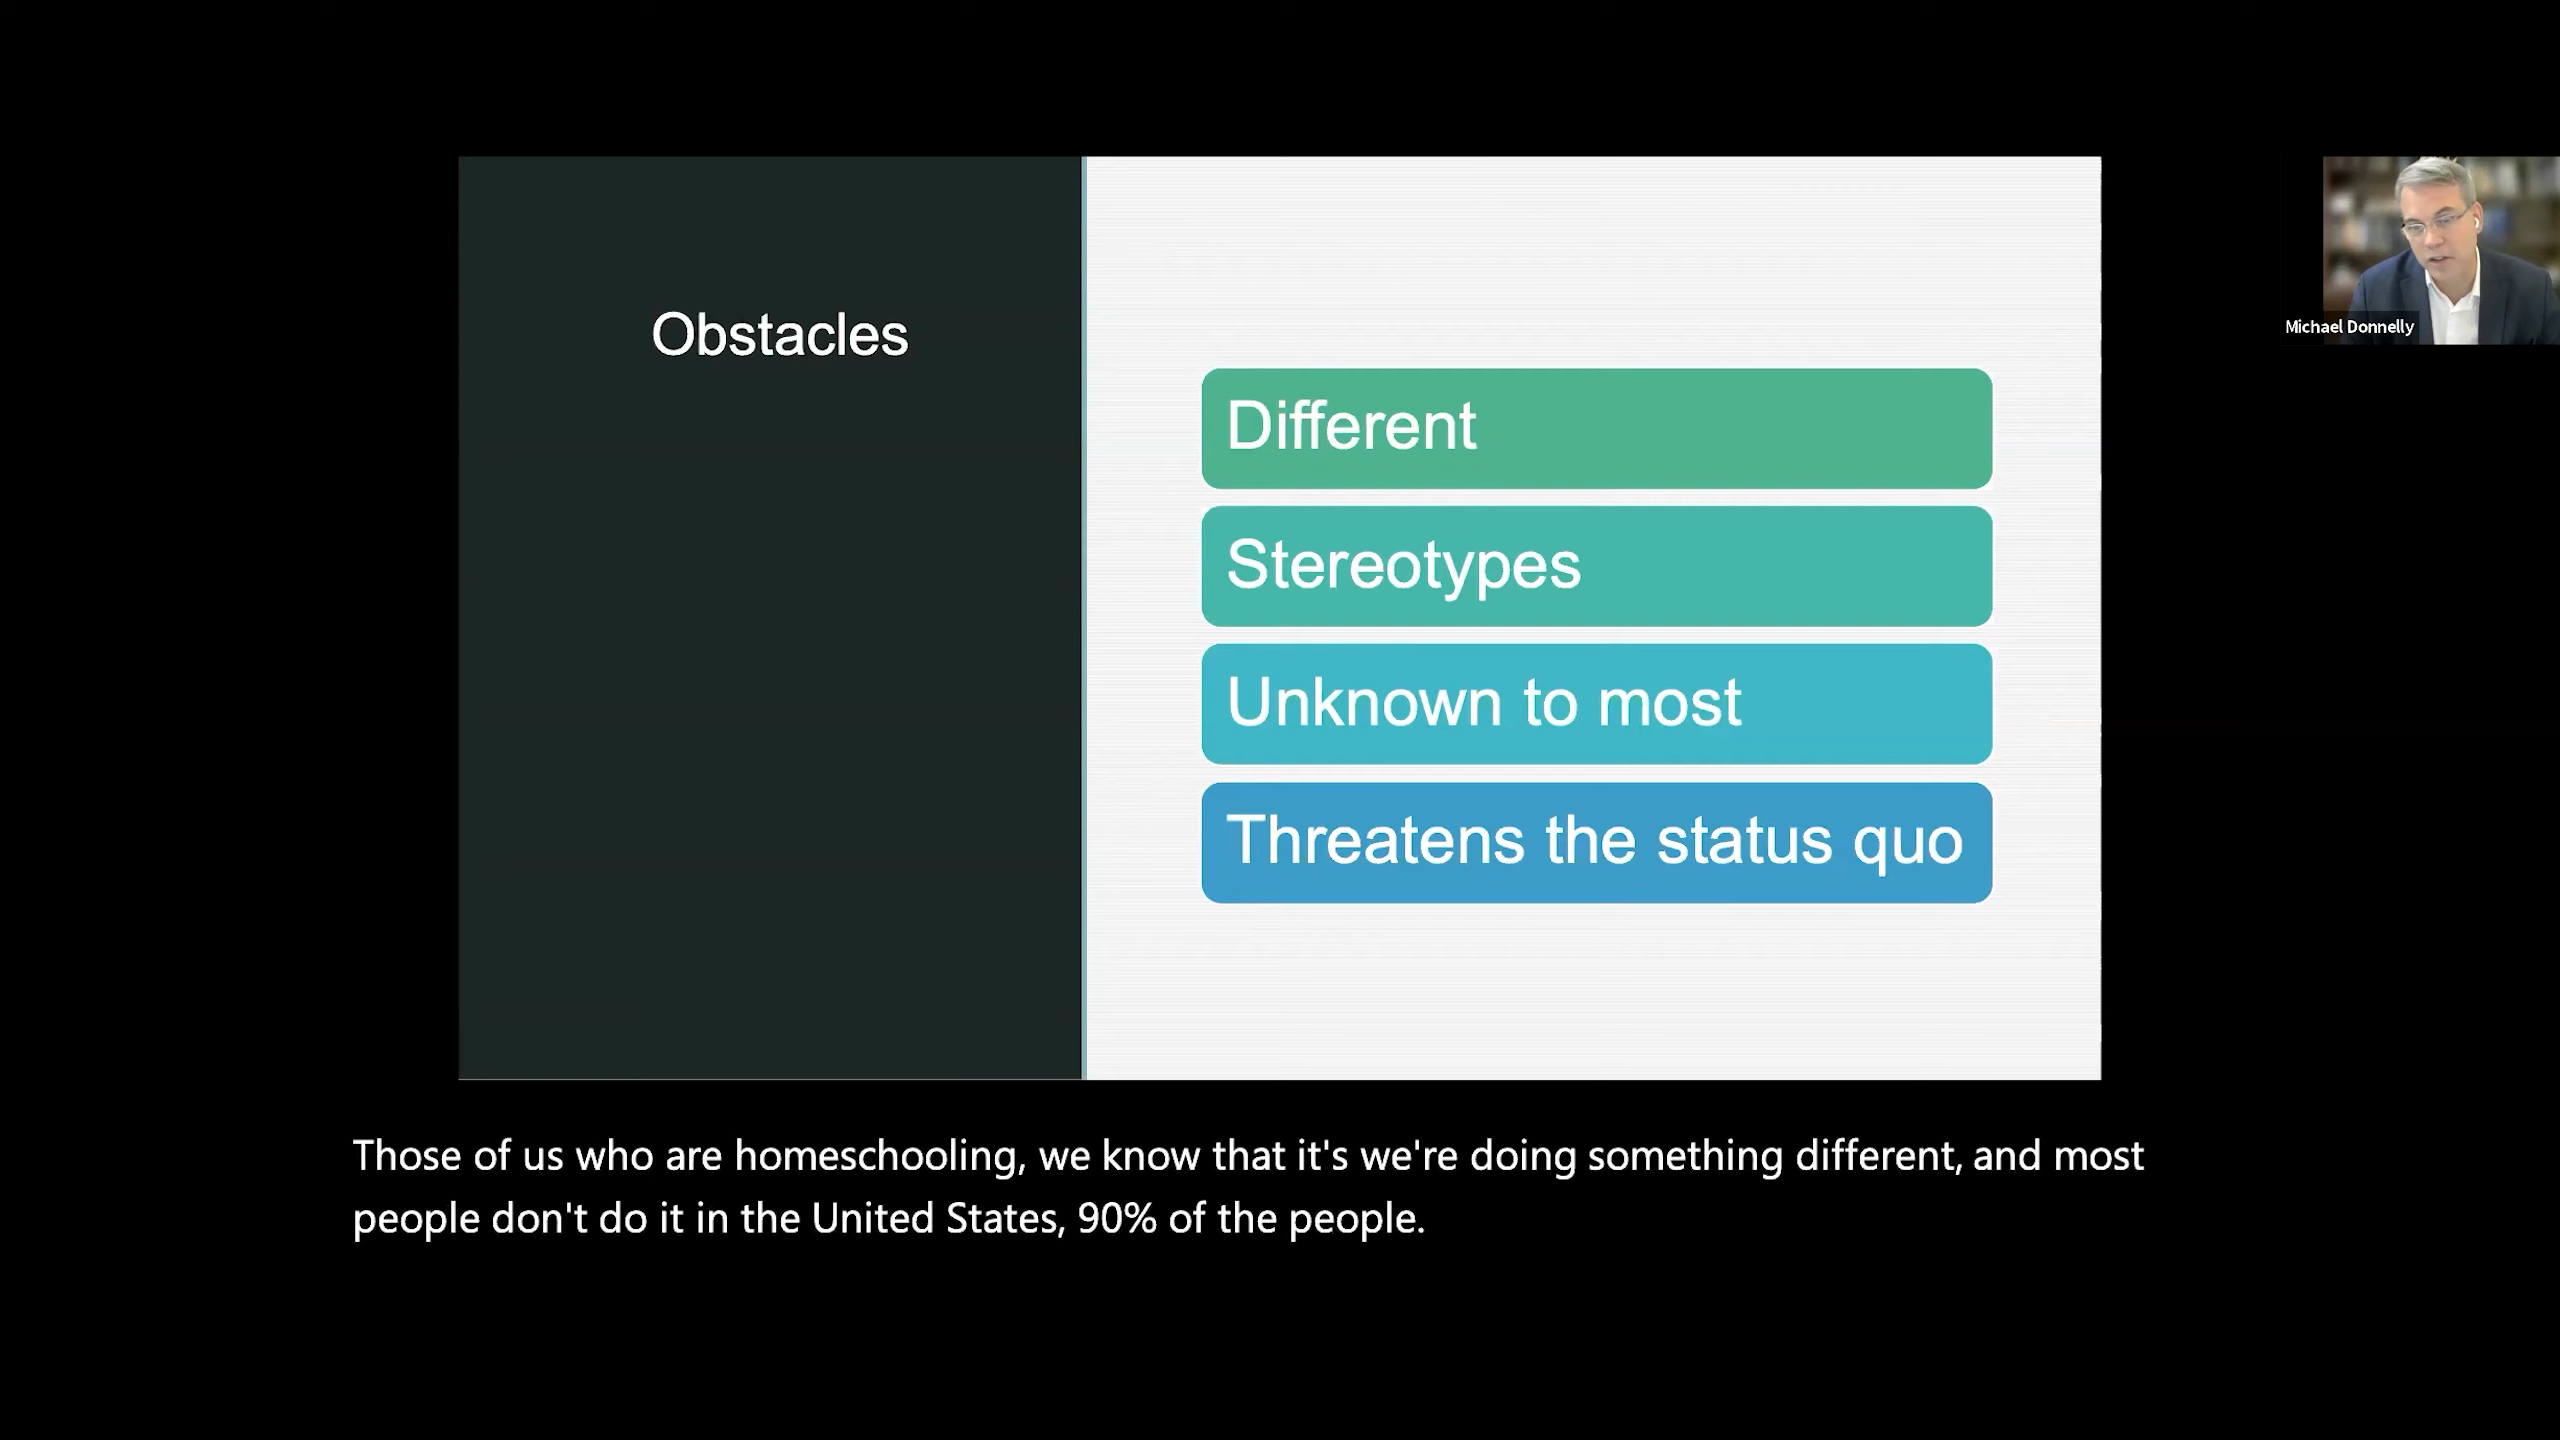 Obstacles
Different
Stereotypes
Unknown to most
Threatens the status quo
Michael Donnelly
Those of us who are homeschooling, we know that it's we're doing something different, and most
people don't do it in the United States, 90% of the people.